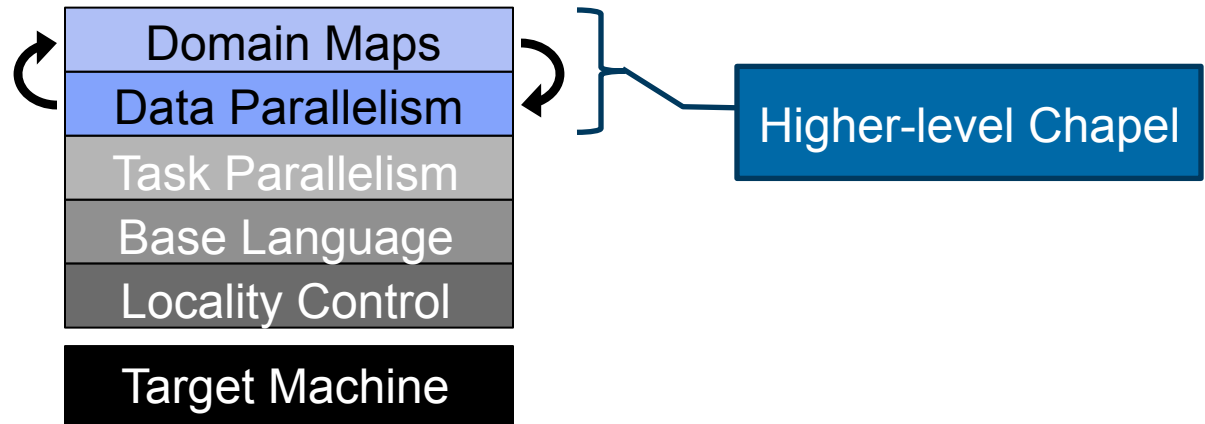 Domain Maps
Data Parallelism
Task Parallelism
Base Language
Locality Control
Target Machine
Higher-level Chapel